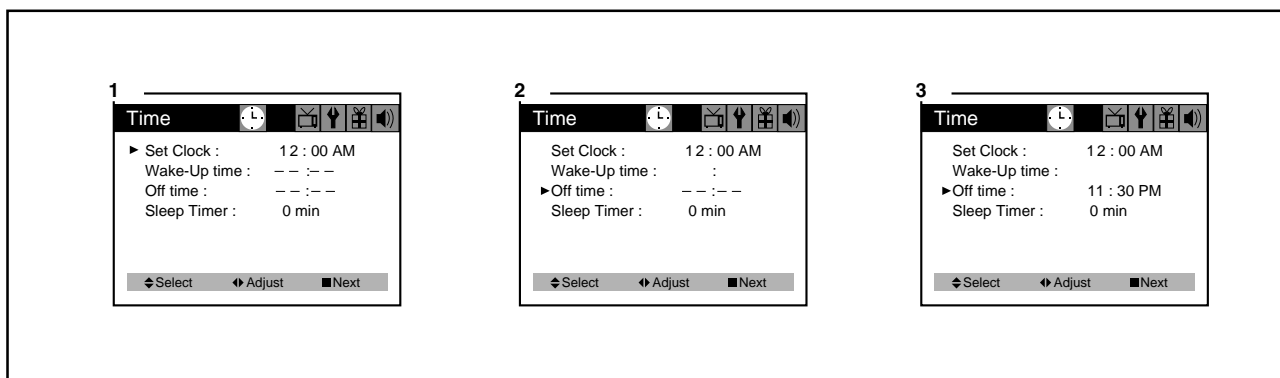 1
Time
Set Clock : 12 : 00 AM
Wake-Up time : – – :– –
Off time : – – :– –
Sleep Timer : 0 min
Select Adjust Next
2
Time
Set Clock : 12 : 00 AM
Wake-Up time : :
Off time : – – :– –
Sleep Timer : 0 min
Select Adjust Next
3
Time
Set Clock : 12 : 00 AM
Wake-Up time :
Off time : 11 : 30 PM
Sleep Timer : 0 min
Select Adjust Next